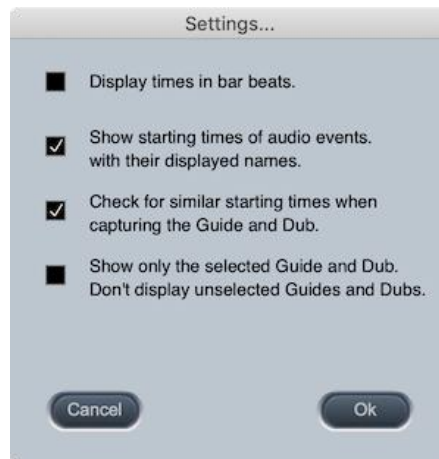 Settings...
Display times in bar beats.
Show starting times of audio events.
with their displayed names.
Check for similar starting times when
capturing the Guide and Dub.
Show only the selected Guide and Dub.
Don't display unselected Guides and Dubs.
Cancel
Ok